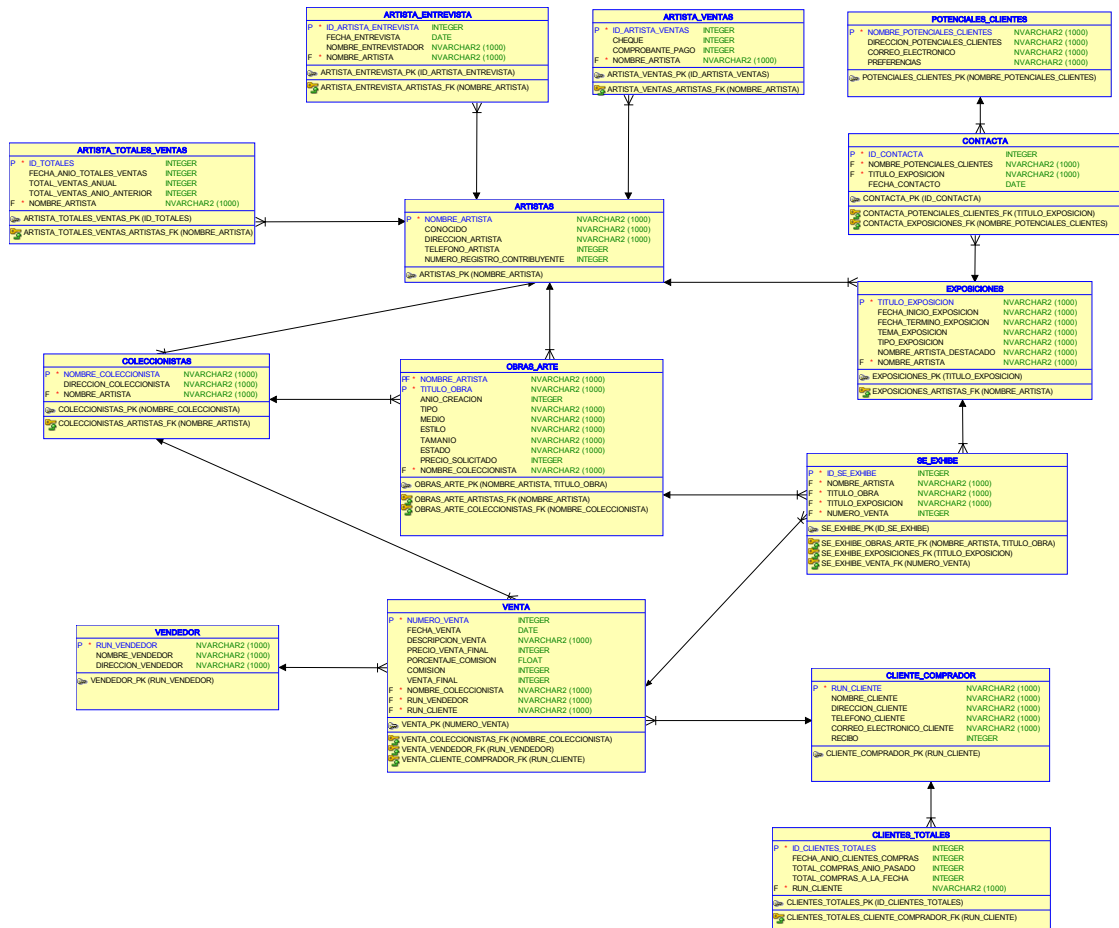 ARTISTA_ENTREVISTA
P * ID_ARTISTA_ENTREVISTA INTEGER
FECHA_ENTREVISTA DATE
NOMBRE_ENTREVISTADOR NVARCHAR2 (1000)
F * NOMBRE_ARTISTA NVARCHAR2 (1000)
ARTISTA_ENTREVISTA_PK (ID_ARTISTA_ENTREVISTA)
ARTISTA_ENTREVISTA_ARTISTAS_FK (NOMBRE_ARTISTA)
ARTISTA_VENTAS
P * ID_ARTISTA_VENTAS INTEGER
CHEQUE INTEGER
COMPROBANTE_PAGO INTEGER
F * NOMBRE_ARTISTA NVARCHAR2 (1000)
ARTISTA_VENTAS_PK (ID_ARTISTA_VENTAS)
ARTISTA_VENTAS_ARTISTAS_FK (NOMBRE_ARTISTA)
POTENCIALES_CLIENTES
P * NOMBRE_POTENCIALES_CLIENTES NVARCHAR2 (1000)
DIRECCION_POTENCIALES_CLIENTES NVARCHAR2 (1000)
CORREO_ELECTRONICO NVARCHAR2 (1000)
PREFERENCIAS NVARCHAR2 (1000)
POTENCIALES_CLIENTES_PK (NOMBRE_POTENCIALES_CLIENTES)
CONTACTA
P * ID_CONTACTA INTEGER
F * NOMBRE_POTENCIALES_CLIENTES NVARCHAR2 (1000)
F * TITULO_EXPOSICION NVARCHAR2 (1000)
FECHA_CONTACTO DATE
CONTACTA_PK (ID_CONTACTA)
CONTACTA_POTENCIALES_CLIENTES_FK (TITULO_EXPOSICION)
CONTACTA_EXPOSICIONES_FK (NOMBRE_POTENCIALES_CLIENTES)
ARTISTA_TOTALES_VENTAS
P * ID_TOTALES INTEGER
FECHA_ANIO_TOTALES_VENTAS INTEGER
TOTAL_VENTAS_ANUAL INTEGER
TOTAL_VENTAS_ANIO_ANTERIOR INTEGER
F * NOMBRE_ARTISTA NVARCHAR2 (1000)
ARTISTA_TOTALES_VENTAS_PK (ID_TOTALES)
ARTISTA_TOTALES_VENTAS_ARTISTAS_FK (NOMBRE_ARTISTA)
ARTISTAS
P * NOMBRE_ARTISTA NVARCHAR2 (1000)
CONOCIDO NVARCHAR2 (1000)
DIRECCION_ARTISTA NVARCHAR2 (1000)
TELEFONO_ARTISTA INTEGER
NUMERO_REGISTRO_CONTRIBUYENTE INTEGER
ARTISTAS_PK (NOMBRE_ARTISTA)
EXPOSICIONES
P * TITULO_EXPOSICION NVARCHAR2 (1000)
FECHA_INICIO_EXPOSICION NVARCHAR2 (1000)
FECHA_TERMINO_EXPOSICION NVARCHAR2 (1000)
TEMA_EXPOSICION NVARCHAR2 (1000)
TIPO_EXPOSICION NVARCHAR2 (1000)
NOMBRE_ARTISTA_DESTACADO NVARCHAR2 (1000)
F * NOMBRE_ARTISTA NVARCHAR2 (1000)
EXPOSICIONES_PK (TITULO_EXPOSICION)
EXPOSICIONES_ARTISTAS_FK (NOMBRE_ARTISTA)
COLECCIONISTAS
P * NOMBRE_COLECCIONISTA NVARCHAR2 (1000)
DIRECCION_COLECCIONISTA NVARCHAR2 (1000)
F * NOMBRE_ARTISTA NVARCHAR2 (1000)
COLECCIONISTAS_PK (NOMBRE_COLECCIONISTA)
COLECCIONISTAS_ARTISTAS_FK (NOMBRE_ARTISTA)
OBRAS_ARTE
PF * NOMBRE_ARTISTA NVARCHAR2 (1000)
P * TITULO_OBRA NVARCHAR2 (1000)
ANIO_CREACION INTEGER
TIPO NVARCHAR2 (1000)
MEDIO NVARCHAR2 (1000)
ESTILO NVARCHAR2 (1000)
TAMANIO NVARCHAR2 (1000)
ESTADO NVARCHAR2 (1000)
PRECIO_SOLICITADO INTEGER
F * NOMBRE_COLECCIONISTA NVARCHAR2 (1000)
OBRAS_ARTE_PK (NOMBRE_ARTISTA, TITULO_OBRA)
OBRAS_ARTE_ARTISTAS_FK (NOMBRE_ARTISTA)
OBRAS_ARTE_COLECCIONISTAS_FK (NOMBRE_COLECCIONISTA)
SE_EXHIBE
P * ID_SE_EXHIBE INTEGER
F * NOMBRE_ARTISTA NVARCHAR2 (1000)
F * TITULO_OBRA NVARCHAR2 (1000)
F * TITULO_EXPOSICION NVARCHAR2 (1000)
F * NUMERO_VENTA INTEGER
SE_EXHIBE_PK (ID_SE_EXHIBE)
SE_EXHIBE_OBRAS_ARTE_FK (NOMBRE_ARTISTA, TITULO_OBRA)
SE_EXHIBE_EXPOSICIONES_FK (TITULO_EXPOSICION)
SE_EXHIBE_VENTA_FK (NUMERO_VENTA)
VENTA
P * NUMERO_VENTA INTEGER
FECHA_VENTA DATE
DESCRIPCION_VENTA NVARCHAR2 (1000)
PRECIO_VENTA_FINAL INTEGER
PORCENTAJE_COMISION FLOAT
COMISION INTEGER
VENTA_FINAL INTEGER
F * NOMBRE_COLECCIONISTA NVARCHAR2 (1000)
F * RUN_VENDEDOR NVARCHAR2 (1000)
F * RUN_CLIENTE NVARCHAR2 (1000)
VENTA_PK (NUMERO_VENTA)
VENTA_COLECCIONISTAS_FK (NOMBRE_COLECCIONISTA)
VENTA_VENDEDOR_FK (RUN_VENDEDOR)
VENTA_CLIENTE_COMPRADOR_FK (RUN_CLIENTE)
VENDEDOR
P * RUN_VENDEDOR NVARCHAR2 (1000)
NOMBRE_VENDEDOR NVARCHAR2 (1000)
DIRECCION_VENDEDOR NVARCHAR2 (1000)
VENDEDOR_PK (RUN_VENDEDOR)
CLIENTE_COMPRADOR
P * RUN_CLIENTE NVARCHAR2 (1000)
NOMBRE_CLIENTE NVARCHAR2 (1000)
DIRECCION_CLIENTE NVARCHAR2 (1000)
TELEFONO_CLIENTE NVARCHAR2 (1000)
CORREO_ELECTRONICO_CLIENTE NVARCHAR2 (1000)
RECIBO INTEGER
CLIENTE_COMPRADOR_PK (RUN_CLIENTE)
CLIENTES_TOTALES
P * ID_CLIENTES_TOTALES INTEGER
FECHA_ANIO_CLIENTES_COMPRAS INTEGER
TOTAL_COMPRAS_ANIO_PASADO INTEGER
TOTAL_COMPRAS_A_LA_FECHA INTEGER
F * RUN_CLIENTE NVARCHAR2 (1000)
CLIENTES_TOTALES_PK (ID_CLIENTES_TOTALES)
CLIENTES_TOTALES_CLIENTE_COMPRADOR_FK (RUN_CLIENTE)